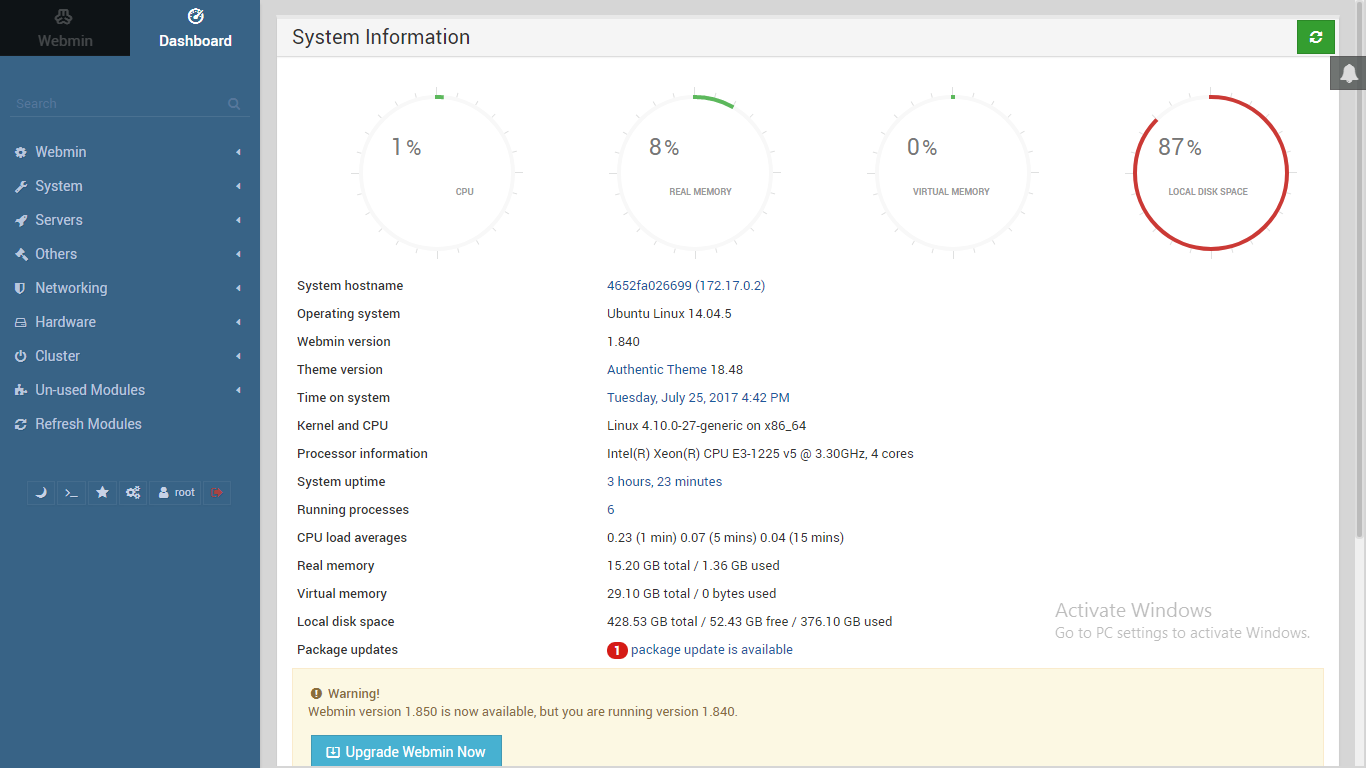 Webmin
Dashboard
Search
Webmin
System
Servers
Others
Networking
Hardware
Cluster
Un-used Modules
Refresh Modules
>_ root
System Information
1% 8% 0% 87%
CPU REAL MEMORY VIRTUAL MEMORY LOCAL DISK SPACE
System hostname 4652fa026699 (172.17.0.2)
Operating system Ubuntu Linux 14.04.5
Webmin version 1.840
Theme version Authentic Theme 18.48
Time on system Tuesday, July 25, 2017 4:42 PM
Kernel and CPU Linux 4.10.0-27-generic on x86_64
Processor information Intel(R) Xeon(R) CPU E3-1225 v5 @ 3.30GHz, 4 cores
System uptime 3 hours, 23 minutes
Running processes 6
CPU load averages 0.23 (1 min) 0.07 (5 mins) 0.04 (15 mins)
Real memory 15.20 GB total / 1.36 GB used
Virtual memory 29.10 GB total / 0 bytes used
Local disk space 428.53 GB total / 52.43 GB free / 376.10 GB used
Package updates 1 package update is available
Warning!
Webmin version 1.850 is now available, but you are running version 1.840.
Upgrade Webmin Now
Activate Windows
Go to PC settings to activate Windows.